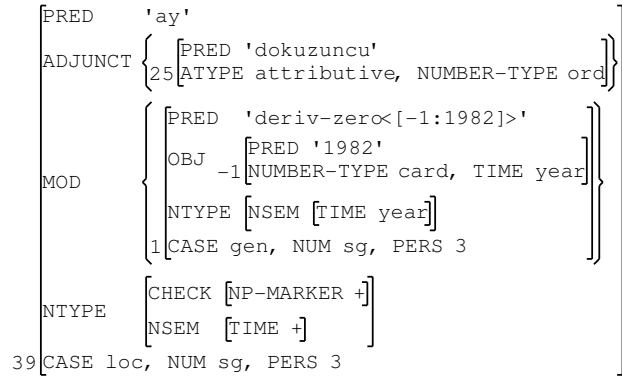 PRED 'ay'
ADJUNCT 25 PRED 'dokuzuncu'
ATYPE attributive, NUMBER-TYPE ord
PRED 'deriv-zero<[-1:1982]>'
OBJ -1 PRED '1982'
NUMBER-TYPE card, TIME year
MOD
NTYPE NSEM TIME year
1 CASE gen, NUM sg, PERS 3
NTYPE CHECK NP-MARKER +
NSEM TIME +
39 CASE loc, NUM sg, PERS 3